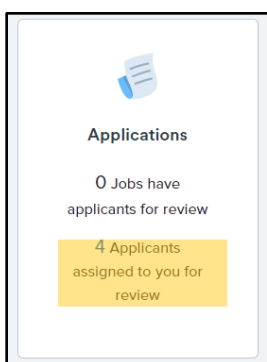 Applications
0 Jobs have
applicants for review
4 Applicants
assigned to you for
review